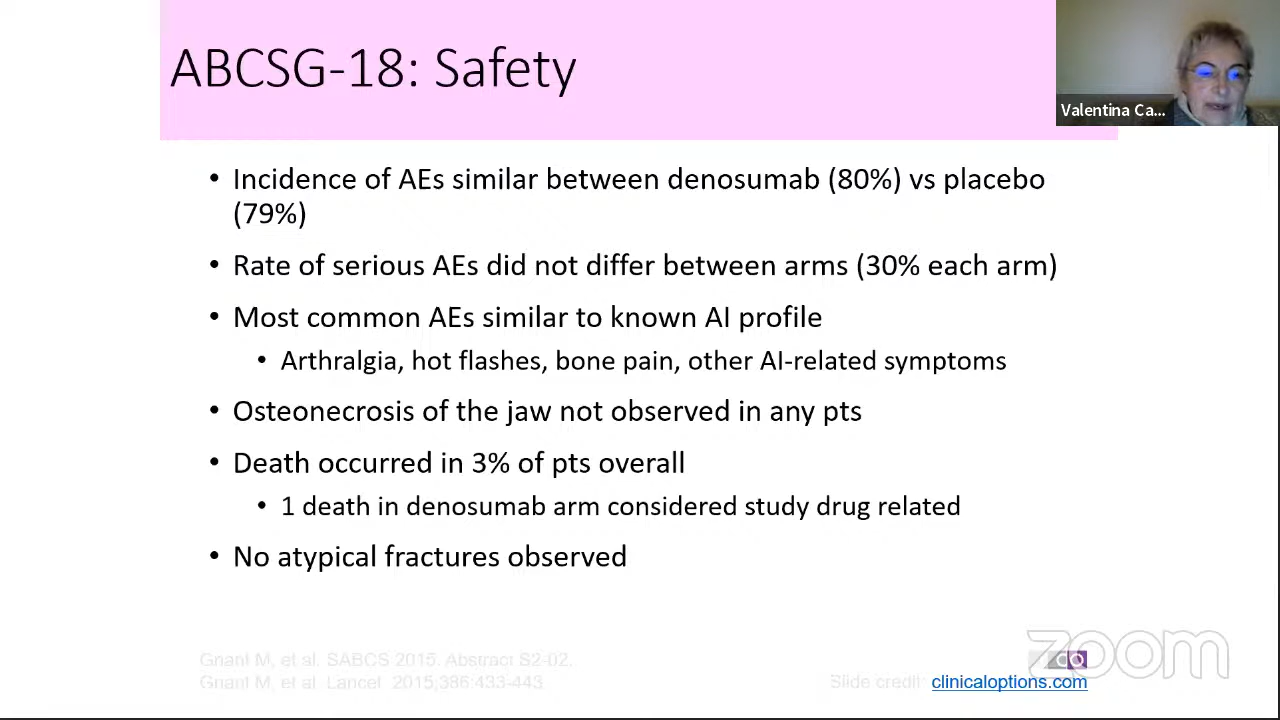 ABCSG-18: Safety
Valentina Ca...
• Incidence of AEs similar between denosumab (80%) vs placebo
(79%)
• Rate of serious AEs did not differ between arms (30% each arm)
• Most common AEs similar to known AI profile
• Arthralgia, hot flashes, bone pain, other AI-related symptoms
• Osteonecrosis of the jaw not observed in any pts
• Death occurred in 3% of pts overall
• 1 death in denosumab arm considered study drug related
• No atypical fractures observed
Gnant M, et al. SABCS 2015. Abstract S2-02.
Gnant M, et al. Lancet. 2015;386:433-443.
zoom
Slide credit: clinicaloptions.com